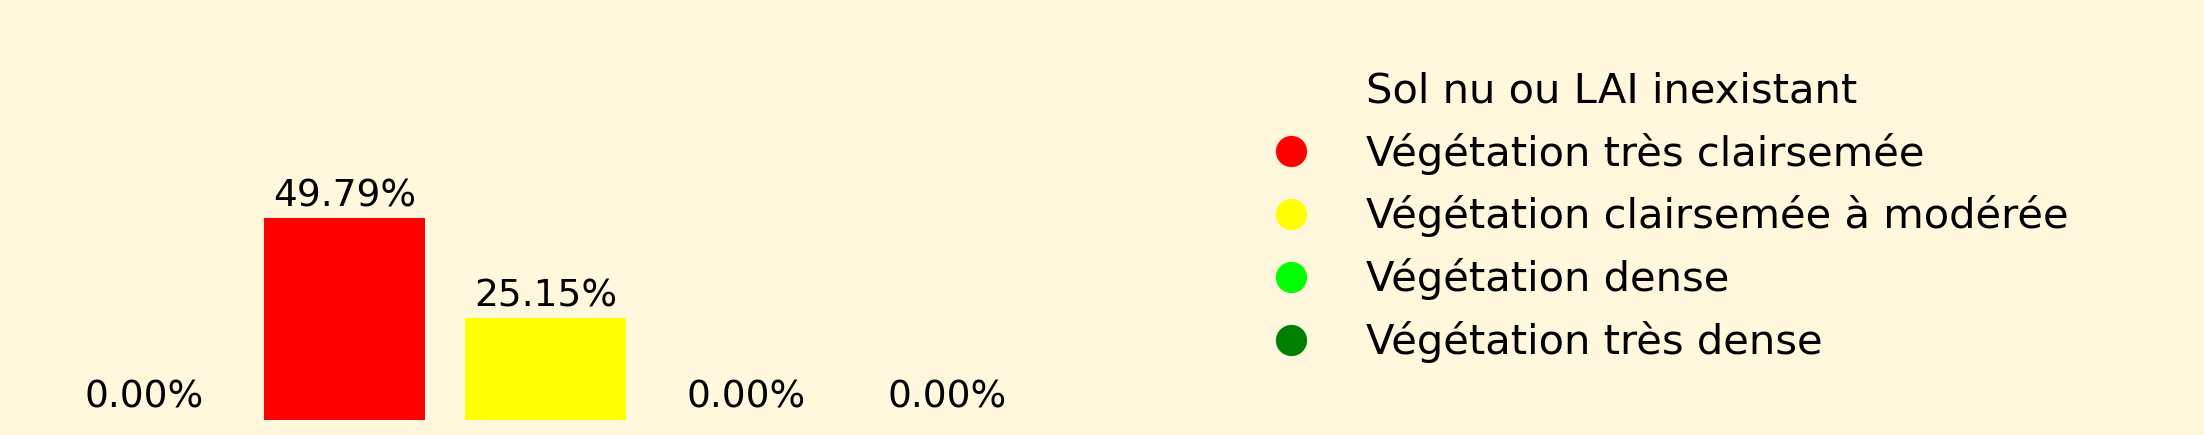 49.79%
25.15%
0.00%
0.00%
0.00%
Sol nu ou LAI inexistant
Végétation très clairsemée
Végétation clairsemée à modérée
Végétation dense
Végétation très dense